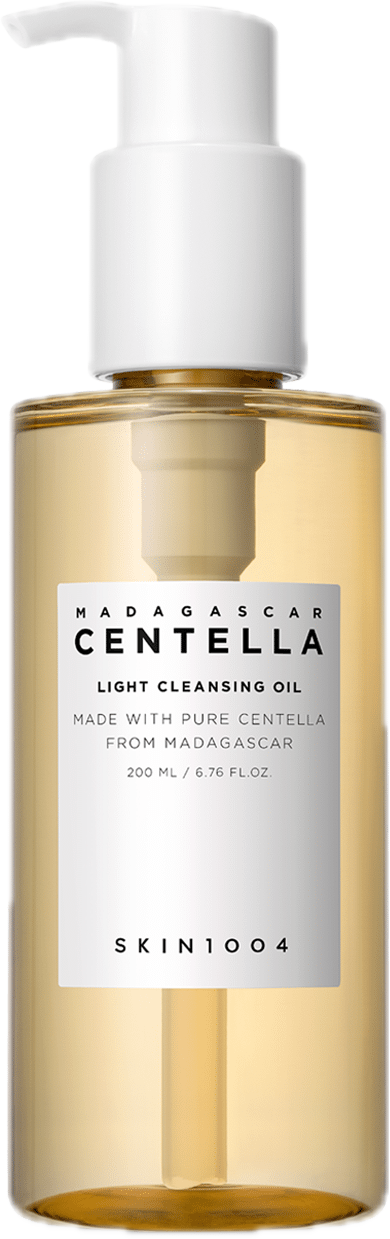 MADAGASCAR
CENTELLA
LIGHT CLEANSING OIL
MADE WITH PURE CENTELLA
FROM MADAGASCAR
200 ML / 6.76 FL.OZ.
SKIN1004